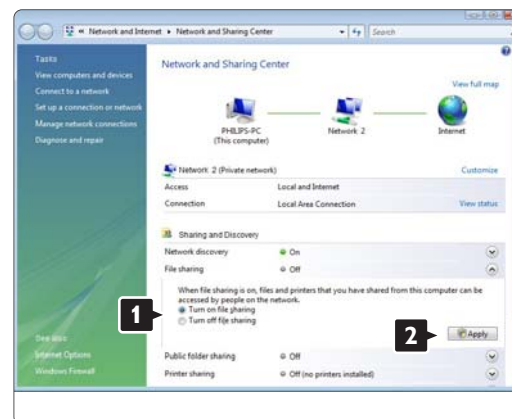 « Network and Internet ▸ Network and Sharing Center
Search
Tasks
View computers and devices
Connect to a network
Set up a connection or network
Manage network connections
Diagnose and repair
See also
Internet Options
Windows Firewall
Network and Sharing Center
View full map
PHILIPS-PC
(This computer)
Network 2
Internet
Network 2 (Private network)
Customize
Access Local and Internet
Connection Local Area Connection View status
Sharing and Discovery
Network discovery On
File sharing Off
When file sharing is on, files and printers that you have shared from this computer can be
accessed by people on the network.
1
Turn on file sharing
Turn off file sharing
2
Apply
Public folder sharing Off
Printer sharing Off (no printers installed)